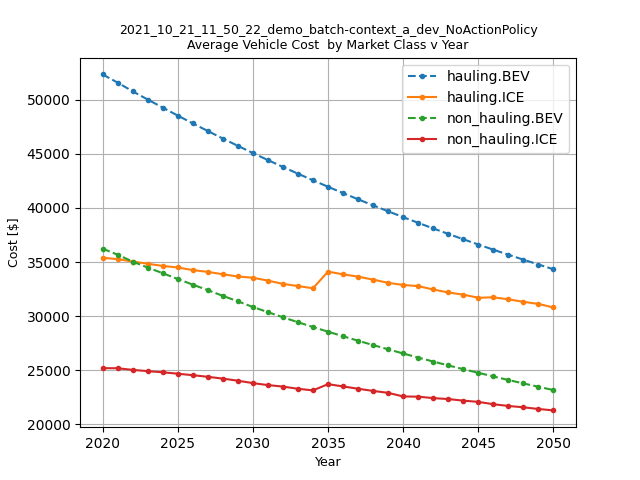 2021_10_21_11_50_22_demo_batch-context_a_dev_NoActionPolicy
Average Vehicle Cost  by Market Class v Year
hauling.BEV
hauling.ICE
non_hauling.BEV
non_hauling.ICE
Cost [$]
50000
45000
40000
35000
30000
25000
20000
2020
2025
2030
2035
2040
2045
2050
Year